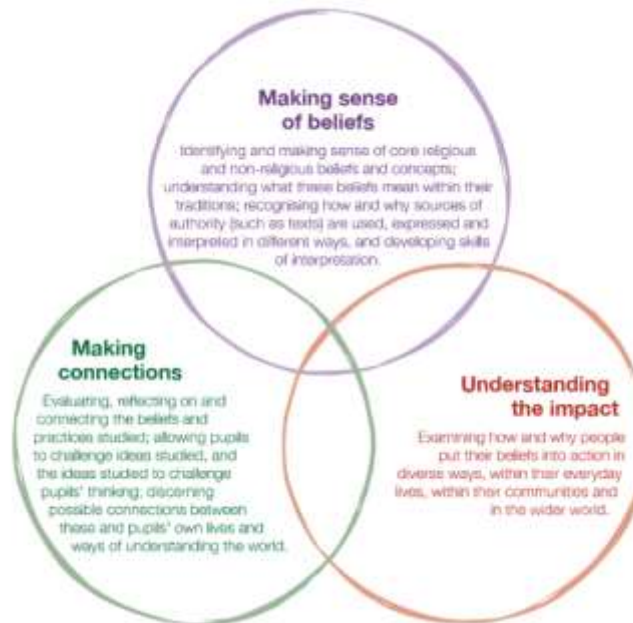 Making sense
of beliefs
Identifying and making sense of core religious
and non-religious beliefs and concepts;
understanding what these beliefs mean within their
traditions; recognising how and why sources of
authority (such as texts) are used, expressed and
interpreted in different ways, and developing skills
of interpretation.
Making
connections
Evaluating, reflecting on and
connecting the beliefs and
practices studied; allowing pupils
to challenge ideas studied, and
the ideas studied to challenge
pupils' thinking; discerning
possible connections between
these and pupils' own lives and
ways of understanding the world.
Understanding
the impact
Examining how and why people
put their beliefs into action in
diverse ways, within their everyday
lives, within their communities and
in the wider world.